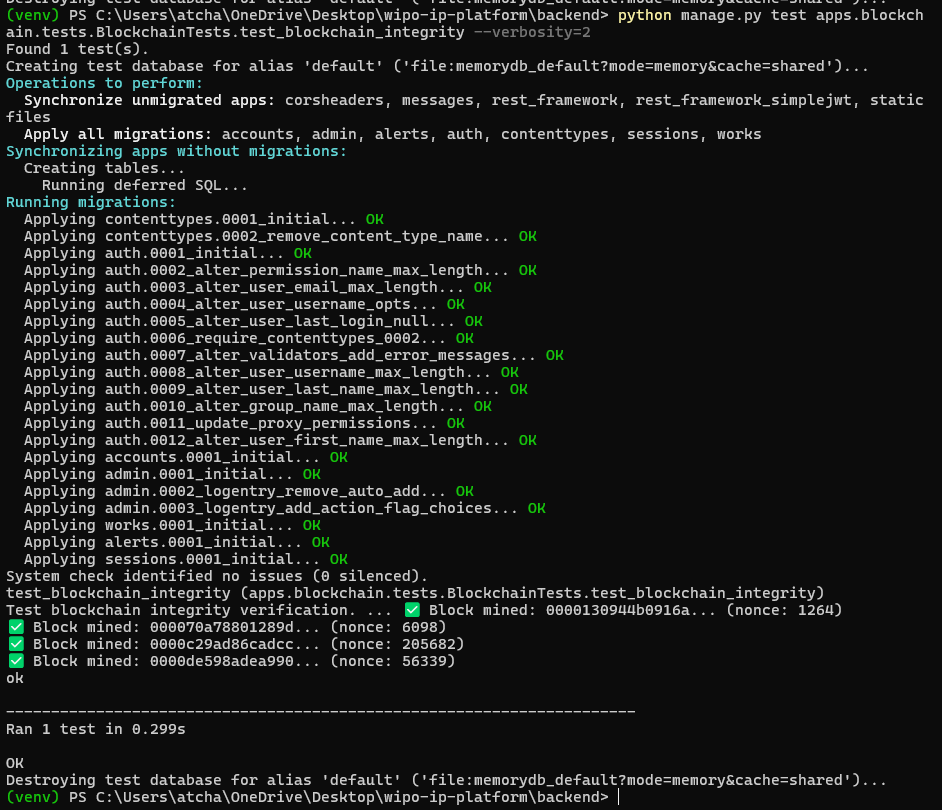 Destroying test database for alias 'default' ('file:memorydb_default?mode=memory&cache=shared')...
(venv) PS C:\Users\atcha\OneDrive\Desktop\wipo-ip-platform\backend> python manage.py test apps.blockch
ain.tests.BlockchainTests.test_blockchain_integrity --verbosity=2
Found 1 test(s).
Creating test database for alias 'default' ('file:memorydb_default?mode=memory&cache=shared')...
Operations to perform:
  Synchronize unmigrated apps: corsheaders, messages, rest_framework, rest_framework_simplejwt, static
files
  Apply all migrations: accounts, admin, alerts, auth, contenttypes, sessions, works
Synchronizing apps without migrations:
  Creating tables...
    Running deferred SQL...
Running migrations:
  Applying contenttypes.0001_initial... OK
  Applying contenttypes.0002_remove_content_type_name... OK
  Applying auth.0001_initial... OK
  Applying auth.0002_alter_permission_name_max_length... OK
  Applying auth.0003_alter_user_email_max_length... OK
  Applying auth.0004_alter_user_username_opts... OK
  Applying auth.0005_alter_user_last_login_null... OK
  Applying auth.0006_require_contenttypes_0002... OK
  Applying auth.0007_alter_validators_add_error_messages... OK
  Applying auth.0008_alter_user_username_max_length... OK
  Applying auth.0009_alter_user_last_name_max_length... OK
  Applying auth.0010_alter_group_name_max_length... OK
  Applying auth.0011_update_proxy_permissions... OK
  Applying auth.0012_alter_user_first_name_max_length... OK
  Applying accounts.0001_initial... OK
  Applying admin.0001_initial... OK
  Applying admin.0002_logentry_remove_auto_add... OK
  Applying admin.0003_logentry_add_action_flag_choices... OK
  Applying works.0001_initial... OK
  Applying alerts.0001_initial... OK
  Applying sessions.0001_initial... OK
System check identified no issues (0 silenced).
test_blockchain_integrity (apps.blockchain.tests.BlockchainTests.test_blockchain_integrity)
Test blockchain integrity verification. ... ✅ Block mined: 0000130944b0916a... (nonce: 1264)
✅ Block mined: 000070a78801289d... (nonce: 6098)
✅ Block mined: 0000c29ad86cadcc... (nonce: 205682)
✅ Block mined: 0000de598adea990... (nonce: 56339)
ok

----------------------------------------------------------------------
Ran 1 test in 0.299s

OK
Destroying test database for alias 'default' ('file:memorydb_default?mode=memory&cache=shared')...
(venv) PS C:\Users\atcha\OneDrive\Desktop\wipo-ip-platform\backend>